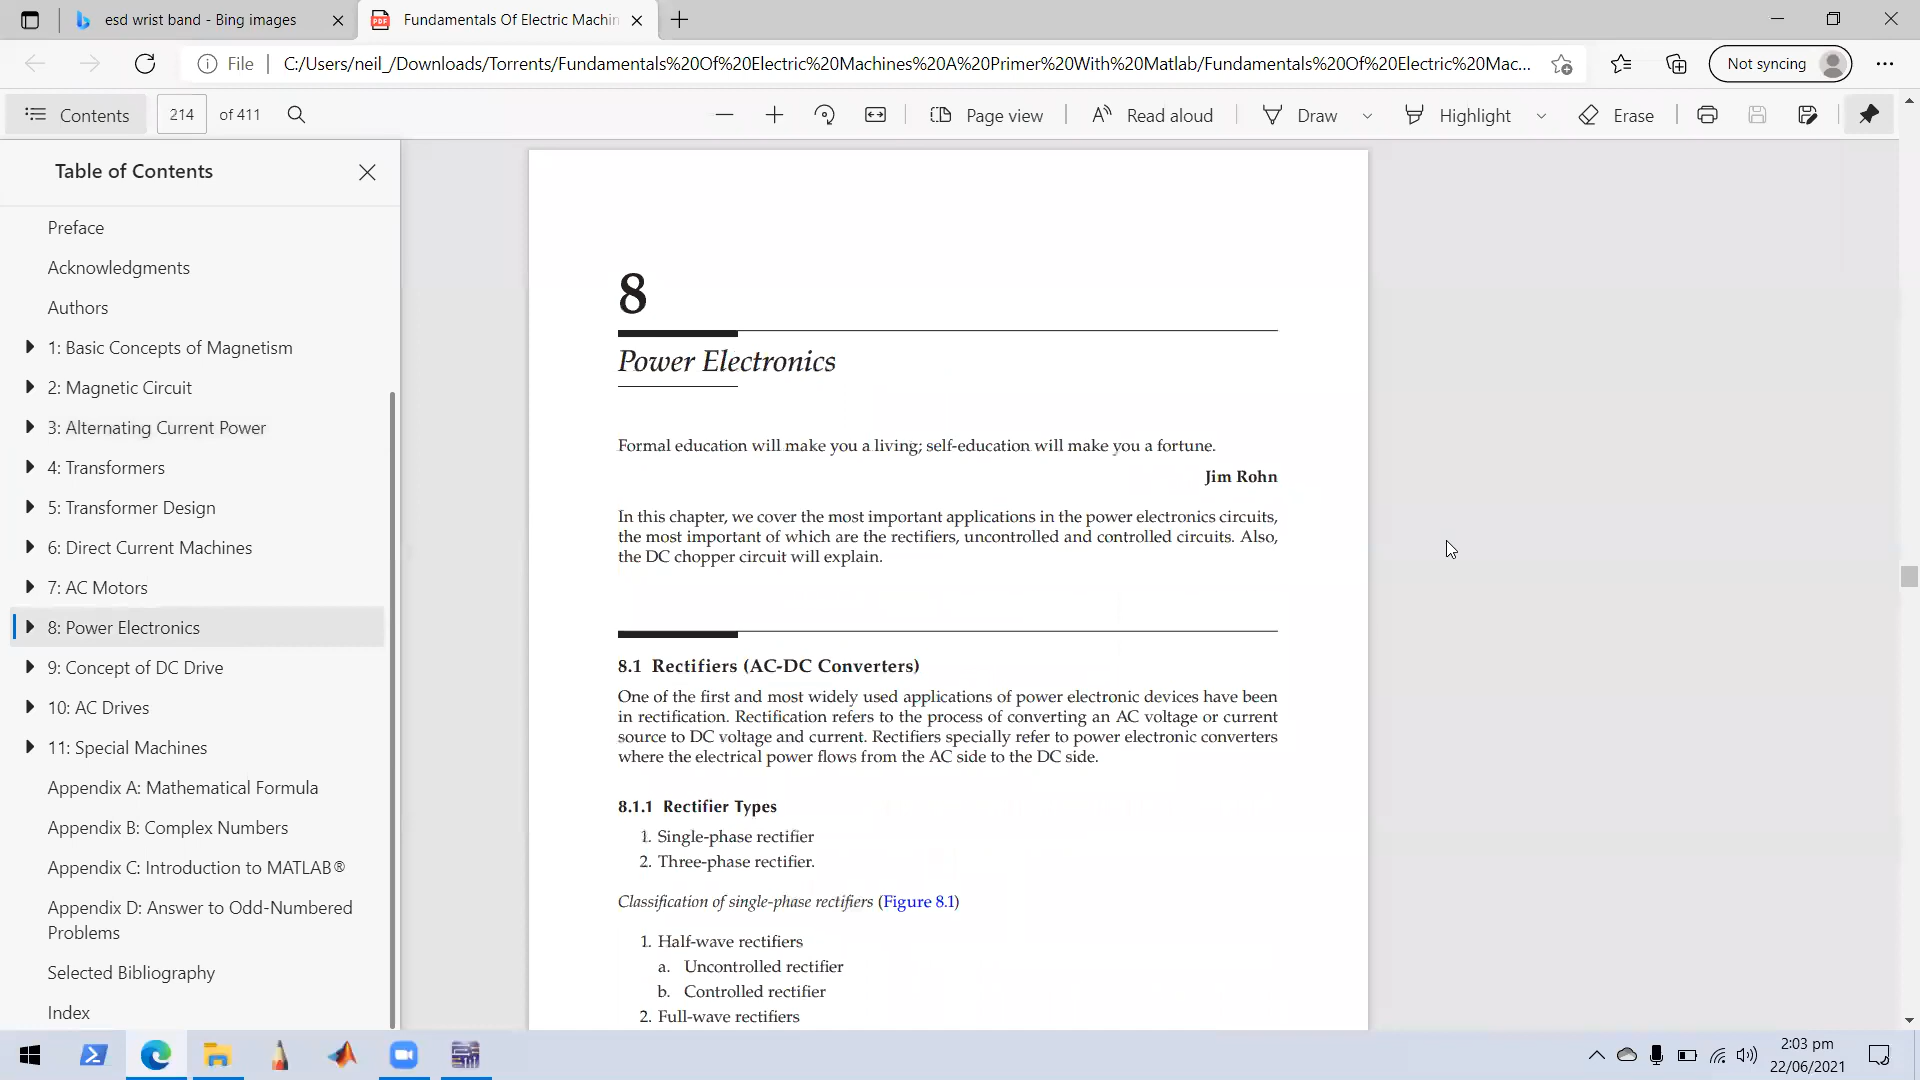 esd wrist band - Bing images
Fundamentals Of Electric Machin
File
C:/Users/neil_/Downloads/Torrents/Fundamentals%20Of%20Electric%20Machines%20A%20Primer%20With%20Matlab/Fundamentals%20Of%20Electric%20Mac...
Not syncing
Contents
214
of 411
Page view
Read aloud
Draw
Highlight
Erase
Table of Contents
Preface
Acknowledgments
Authors
1: Basic Concepts of Magnetism
2: Magnetic Circuit
3: Alternating Current Power
4: Transformers
5: Transformer Design
6: Direct Current Machines
7: AC Motors
8: Power Electronics
9: Concept of DC Drive
10: AC Drives
11: Special Machines
Appendix A: Mathematical Formula
Appendix B: Complex Numbers
Appendix C: Introduction to MATLAB®
Appendix D: Answer to Odd-Numbered
Problems
Selected Bibliography
Index
8
Power Electronics
Formal education will make you a living; self-education will make you a fortune.
Jim Rohn
In this chapter, we cover the most important applications in the power electronics circuits,
the most important of which are the rectifiers, uncontrolled and controlled circuits. Also,
the DC chopper circuit will explain.
8.1 Rectifiers (AC-DC Converters)
One of the first and most widely used applications of power electronic devices have been
in rectification. Rectification refers to the process of converting an AC voltage or current
source to DC voltage and current. Rectifiers specially refer to power electronic converters
where the electrical power flows from the AC side to the DC side.
8.1.1 Rectifier Types
1. Single-phase rectifier
2. Three-phase rectifier.
Classification of single-phase rectifiers (Figure 8.1)
1. Half-wave rectifiers
a. Uncontrolled rectifier
b. Controlled rectifier
2. Full-wave rectifiers
2:03 pm
22/06/2021